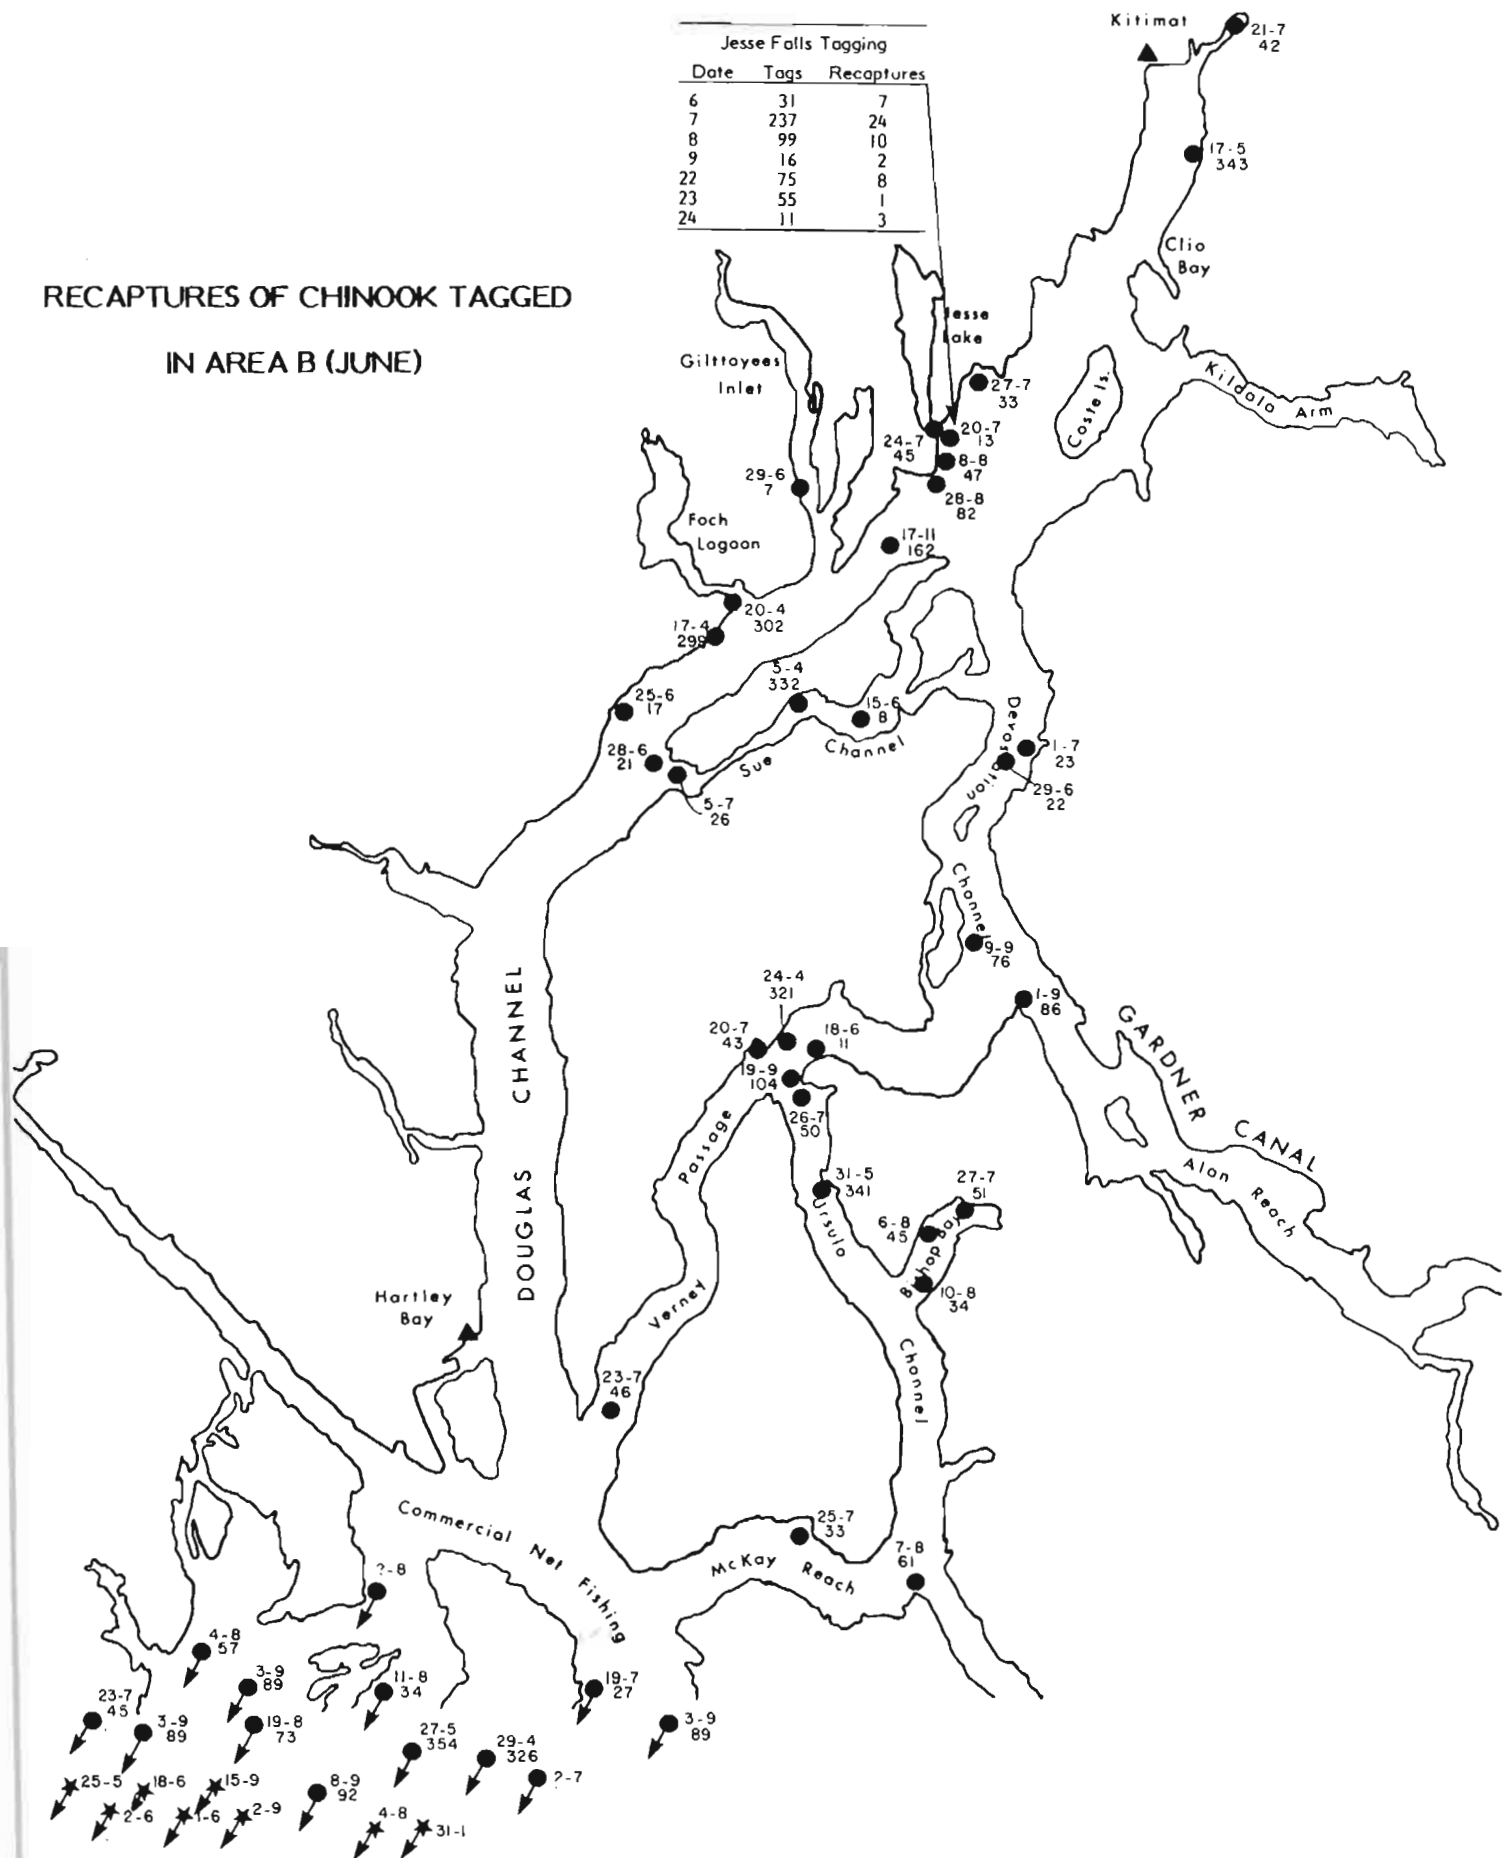 Kitimat
21-7
42
Jesse Falls Tagging
Date Tags Recaptures
6 31 7
7 237 24
8 99 10
9 16 2
22 75 8
23 55 1
24 11 3
17-5
343
Clio
Bay
RECAPTURES OF CHINOOK TAGGED
IN AREA B (JUNE)
Jesse
Lake
Gilttoyees
Inlet
27-7
33
Coste Is.
Kildala Arm
20-7
13
24-7
45
8-8
47
28-8
82
29-6
7
Foch
Lagoon
17-11
162
20-4
302
17-4
299
5-4
332
25-6
17
15-6
8
Sue Channel
28-6
21
5-7
26
Devastation
Channel
1-7
23
29-6
22
9-9
76
1-9
86
24-4
321
20-7
43
18-6
11
19-9
104
26-7
50
DOUGLAS CHANNEL
GARDNER CANAL
Alan Reach
Verney Passage
31-5
341
Ursula
Channel
27-7
51
6-8
45
Bishop Bay
10-8
34
Hartley
Bay
23-7
46
Commercial Net Fishing
25-7
33
McKay Reach
7-8
61
?-8
4-8
57
3-9
89
11-8
34
19-7
27
23-7
45
3-9
89
19-8
73
27-5
354
29-4
326
3-9
89
?-7
25-5
18-6
15-9
8-9
92
2-6
1-6
2-9
4-8
31-1